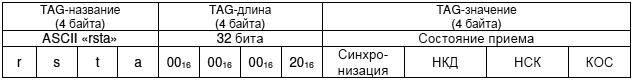 TAG-название TAG-длина TAG-значение
(4 байта) (4 байта) (4 байта)
ASCII «rsta» 32 бита Состояние приема
r s t a 00₁₆ 00₁₆ 00₁₆ 20₁₆ Синхро-
низация НКД НСК КОС